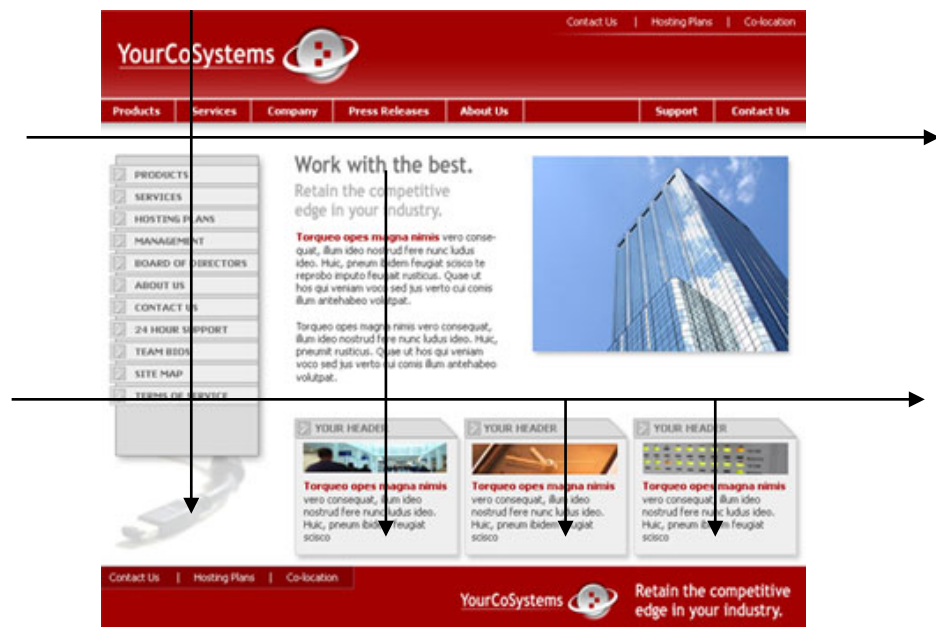 Contact Us | Hosting Plans | Co-location
YourCoSystems
Products Services Company Press Releases About Us Support Contact Us
PRODUCTS
SERVICES
HOSTING PLANS
MANAGEMENT
BOARD OF DIRECTORS
ABOUT US
CONTACT US
24 HOUR SUPPORT
TEAM BIOS
SITE MAP
TERMS OF SERVICE
Work with the best.
Retain the competitive
edge in your industry.
Torqueo opes magna nimis vero conse-
quat, illum ideo nostrud fere nunc ludus
ideo. Huic, pneum ibidem feugiat scisco te
reprobo imputo feugait rusticus. Quae ut
hos qui veniam voco sed jus verto cui comis
illum antehabeo volutpat.
Torqueo opes magna nimis vero consequat,
illum ideo nostrud fere nunc ludus ideo. Huic,
pneumit rusticus. Quae ut hos qui veniam
voco sed jus verto cui comis illum antehabeo
volutpat.
YOUR HEADER
Torqueo opes magna nimis
vero consequat, illum ideo
nostrud fere nunc ludus ideo.
Huic, pneum ibidem feugiat
scisco
YOUR HEADER
Torqueo opes magna nimis
vero consequat, illum ideo
nostrud fere nunc ludus ideo.
Huic, pneum ibidem feugiat
scisco
YOUR HEADER
Torqueo opes magna nimis
vero consequat, illum ideo
nostrud fere nunc ludus ideo.
Huic, pneum ibidem feugiat
scisco
Contact Us | Hosting Plans | Co-location
YourCoSystems
Retain the competitive
edge in your industry.